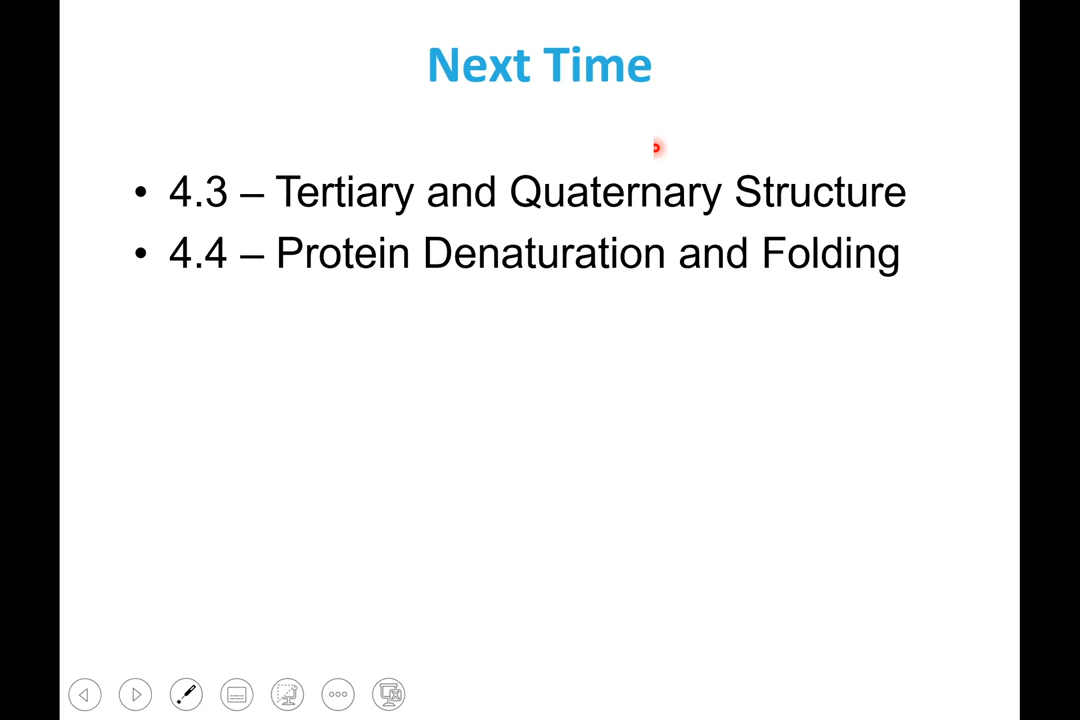 Next Time
• 4.3 – Tertiary and Quaternary Structure
• 4.4 – Protein Denaturation and Folding